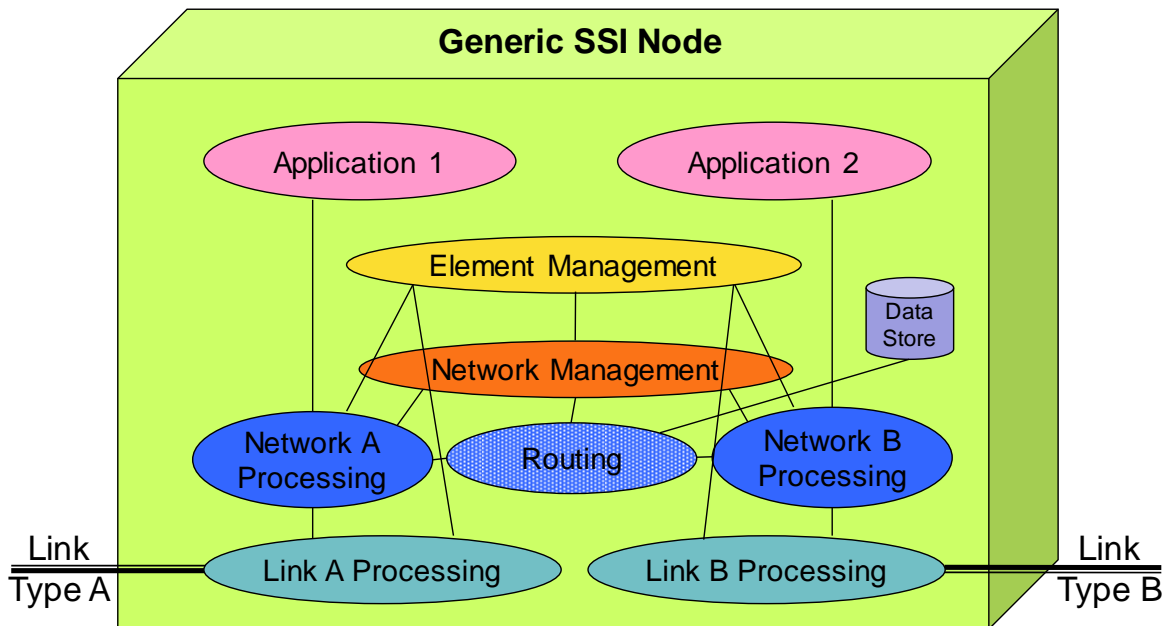 Generic SSI Node
Application 1
Application 2
Element Management
Data
Store
Network Management
Network A
Processing
Routing
Network B
Processing
Link
Type A
Link A Processing
Link B Processing
Link
Type B